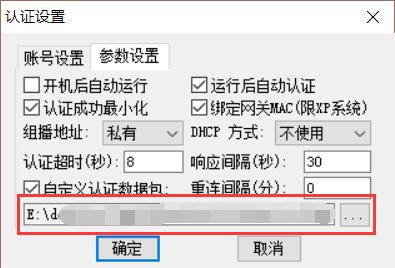 认证设置
账号设置 参数设置
开机后自动运行 运行后自动认证
认证成功最小化 绑定网关MAC(限XP系统)
组播地址: 私有 DHCP 方式: 不使用
认证超时(秒): 8 响应间隔(秒): 30
自定义认证数据包: 重连间隔(分): 0
E:\d ...
确定 取消